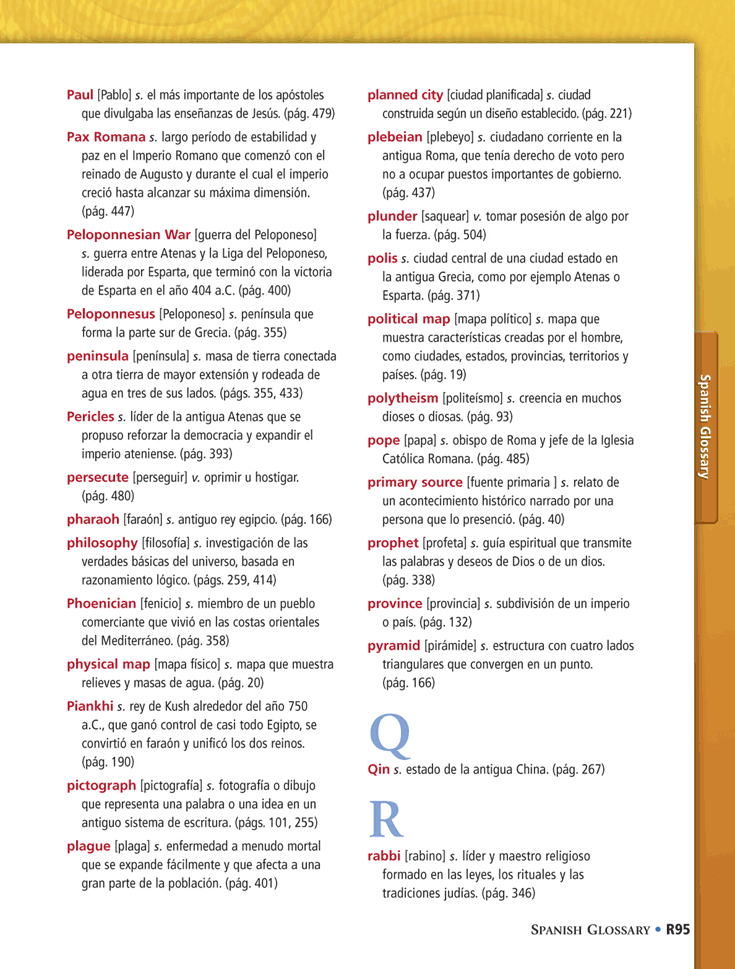 Paul [Pablo] s. el más importante de los apóstoles
que divulgaba las enseñanzas de Jesús. (pág. 479)
Pax Romana s. largo período de estabilidad y
paz en el Imperio Romano que comenzó con el
reinado de Augusto y durante el cual el imperio
creció hasta alcanzar su máxima dimensión.
(pág. 447)
Peloponnesian War [guerra del Peloponeso]
s. guerra entre Atenas y la Liga del Peloponeso,
liderada por Esparta, que terminó con la victoria
de Esparta en el año 404 a.C. (pág. 400)
Peloponnesus [Peloponeso] s. península que
forma la parte sur de Grecia. (pág. 355)
peninsula [península] s. masa de tierra conectada
a otra tierra de mayor extensión y rodeada de
agua en tres de sus lados. (págs. 355, 433)
Pericles s. líder de la antigua Atenas que se
propuso reforzar la democracia y expandir el
imperio ateniense. (pág. 393)
persecute [perseguir] v. oprimir u hostigar.
(pág. 480)
pharaoh [faraón] s. antiguo rey egipcio. (pág. 166)
philosophy [filosofía] s. investigación de las
verdades básicas del universo, basada en
razonamiento lógico. (págs. 259, 414)
Phoenician [fenicio] s. miembro de un pueblo
comerciante que vivió en las costas orientales
del Mediterráneo. (pág. 358)
physical map [mapa físico] s. mapa que muestra
relieves y masas de agua. (pág. 20)
Piankhi s. rey de Kush alrededor del año 750
a.C., que ganó control de casi todo Egipto, se
convirtió en faraón y unificó los dos reinos.
(pág. 190)
pictograph [pictografía] s. fotografía o dibujo
que representa una palabra o una idea en un
antiguo sistema de escritura. (págs. 101, 255)
plague [plaga] s. enfermedad a menudo mortal
que se expande fácilmente y que afecta a una
gran parte de la población. (pág. 401)
planned city [ciudad planificada] s. ciudad
construida según un diseño establecido. (pág. 221)
plebeian [plebeyo] s. ciudadano corriente en la
antigua Roma, que tenía derecho de voto pero
no a ocupar puestos importantes de gobierno.
(pág. 437)
plunder [saquear] v. tomar posesión de algo por
la fuerza. (pág. 504)
polis s. ciudad central de una ciudad estado en
la antigua Grecia, como por ejemplo Atenas o
Esparta. (pág. 371)
political map [mapa político] s. mapa que
muestra características creadas por el hombre,
como ciudades, estados, provincias, territorios y
países. (pág. 19)
polytheism [politeísmo] s. creencia en muchos
dioses o diosas. (pág. 93)
pope [papa] s. obispo de Roma y jefe de la Iglesia
Católica Romana. (pág. 485)
primary source [fuente primaria ] s. relato de
un acontecimiento histórico narrado por una
persona que lo presenció. (pág. 40)
prophet [profeta] s. guía espiritual que transmite
las palabras y deseos de Dios o de un dios.
(pág. 338)
province [provincia] s. subdivisión de un imperio
o país. (pág. 132)
pyramid [pirámide] s. estructura con cuatro lados
triangulares que convergen en un punto.
(pág. 166)
Q
Qin s. estado de la antigua China. (pág. 267)
R
rabbi [rabino] s. líder y maestro religioso
formado en las leyes, los rituales y las
tradiciones judías. (pág. 346)
Spanish Glossary
SPANISH GLOSSARY • R95